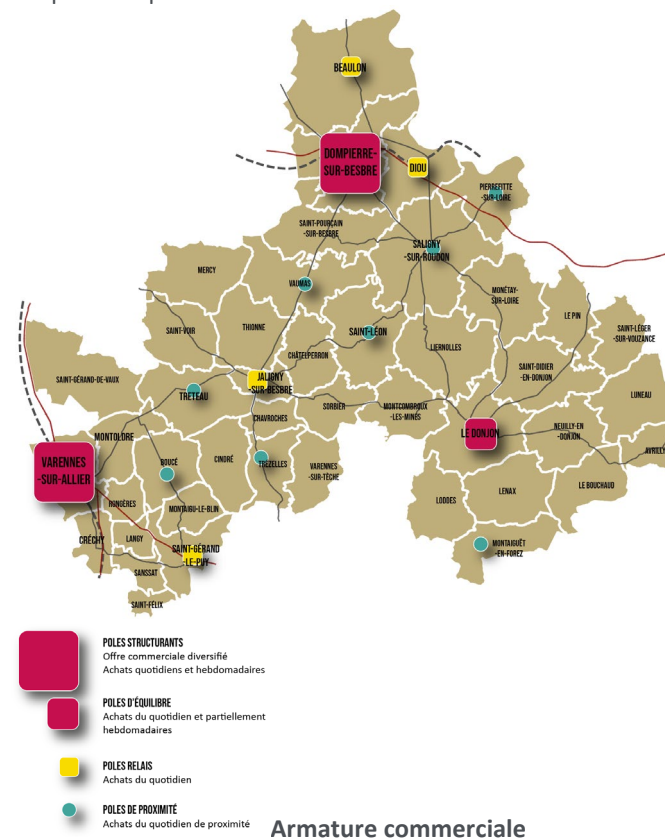 BEAULON
DOMPIERRE-
SUR-BESBRE
DIOU
PIERREFITTE
-SUR-LOIRE
SAINT-POURÇAIN
-SUR-BESBRE
SALIGNY
-SUR-ROUDON
MERCY
VAUMAS
MONÉTAY-
SUR-LOIRE
LE PIN
SAINT-VOIR
THIONNE
SAINT-LÉON
SAINT-LÉGER
-SUR-VOUZANCE
CHÂTELPERRON
LIERNOLLES
SAINT-DIDIER
-EN-DONJON
SAINT-GÉRAND-DE-VAUX
JALIGNY
-SUR-BESBRE
TRÉTEAU
LUNEAU
SORBIER
MONTCOMBROUX
-LES-MINES
CHAVROCHES
MONTOLDRE
LE DONJON
NEUILLY-EN
-DONJON
AVRILLY
VARENNES
-SUR-ALLIER
BOUCÉ
CINDRÉ
TREZELLES
VARENNES
-SUR-TÈCHE
LE BOUCHAUD
LENAX
LODDES
RONGÈRES
MONTAIGU-LE-BLIN
CRÉCHY
LANGY
SAINT-GÉRAND
-LE-PUY
MONTAIGUËT
-EN-FOREZ
SANSSAT
SAINT-FÉLIX
POLES STRUCTURANTS
Offre commerciale diversifié
Achats quotidiens et hebdomadaires
POLES D'ÉQUILIBRE
Achats du quotidien et partiellement
hebdomadaires
POLES RELAIS
Achats du quotidien
POLES DE PROXIMITÉ
Achats du quotidien de proximité
Armature commerciale